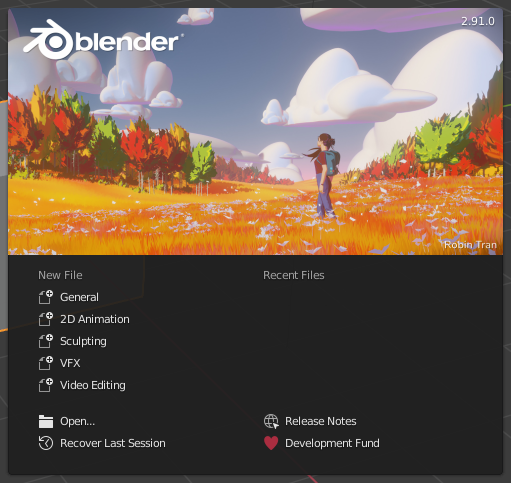 2.91.0
blender
Robin Tran
New File
Recent Files
General
2D Animation
Sculpting
VFX
Video Editing
Open...
Release Notes
Recover Last Session
Development Fund